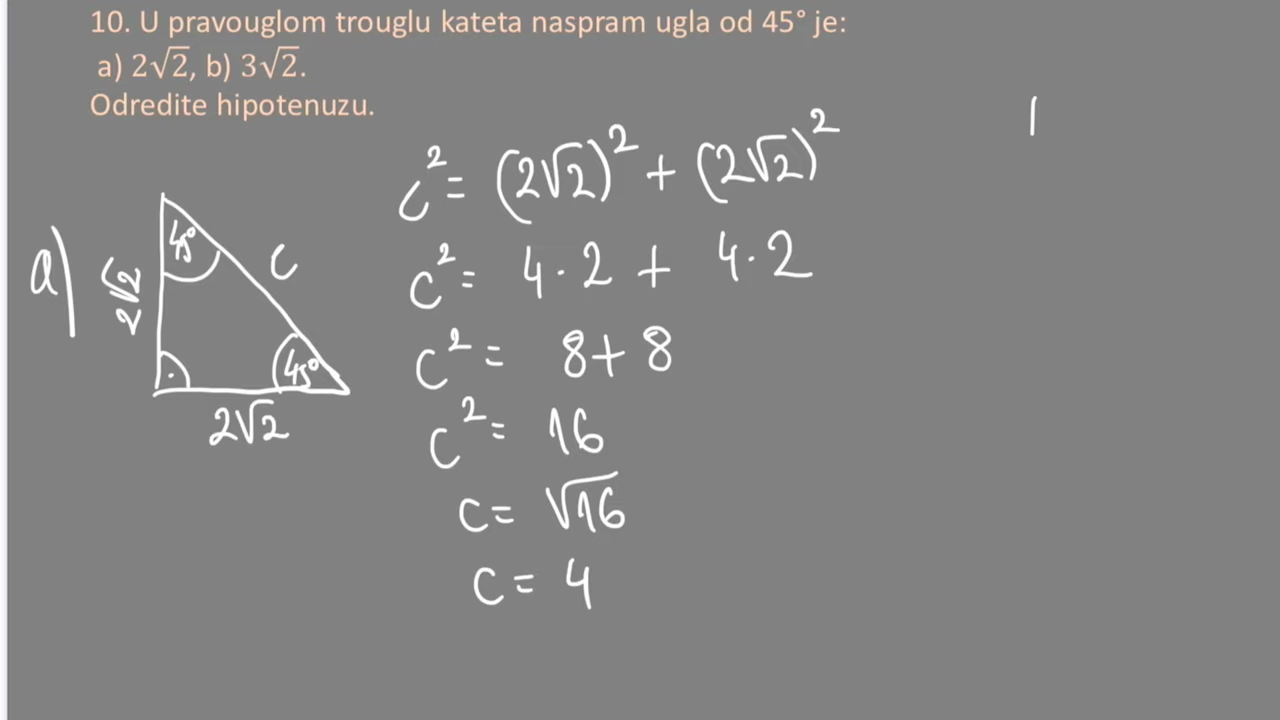 10. U pravouglom trouglu kateta naspram ugla od 45° je:
a) 2√2, b) 3√2.
Odredite hipotenuzu.
a)
45°
c
2√2
45°
2√2
c² = (2√2)² + (2√2)²
c² = 4·2 + 4·2
c² = 8+8
c² = 16
c = √16
c = 4